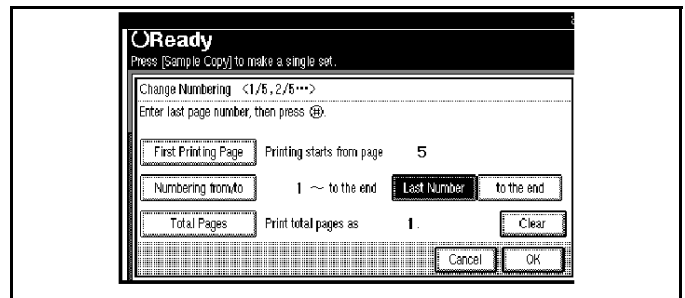 Ready
Press [Sample Copy] to make a single set.
Change Numbering <1/5, 2/5···>
Enter last page number, then press ⊕.
First Printing Page Printing starts from page 5
Numbering from/to 1 ~ to the end Last Number to the end
Total Pages Print total pages as 1 . Clear
Cancel OK